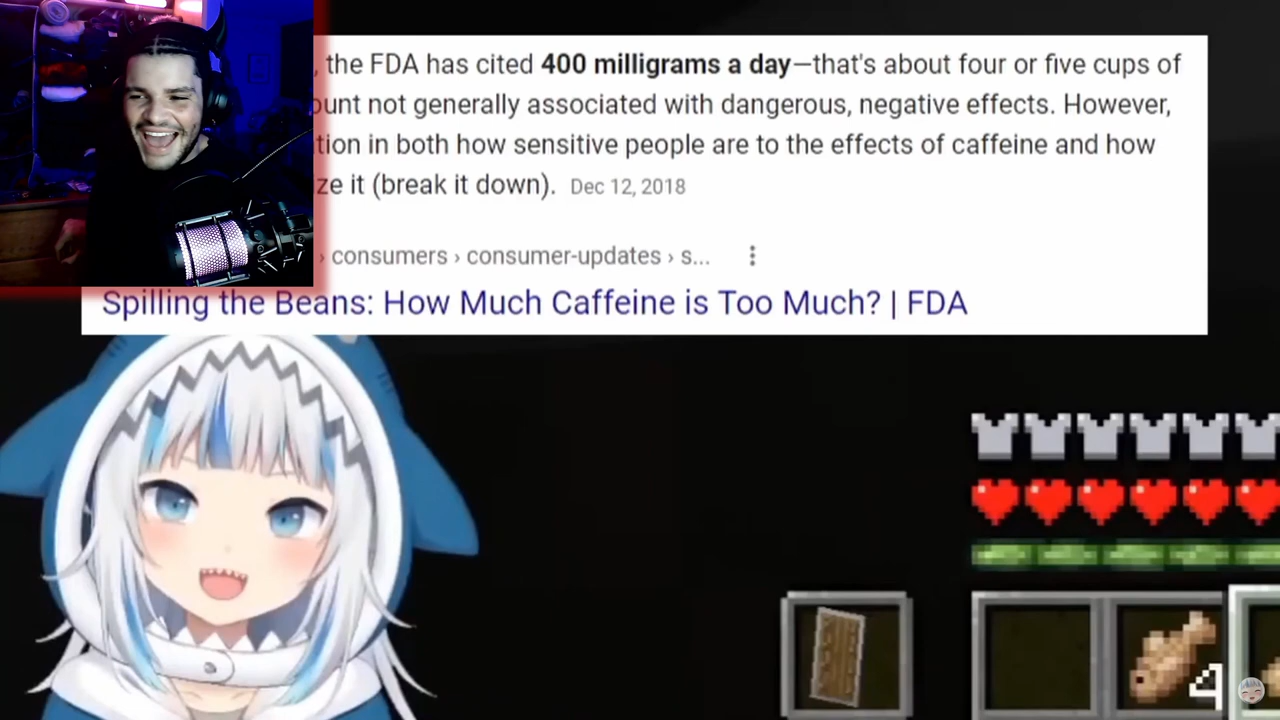 , the FDA has cited 400 milligrams a day—that's about four or five cups of
ount not generally associated with dangerous, negative effects. However,
tion in both how sensitive people are to the effects of caffeine and how
ze it (break it down). Dec 12, 2018
› consumers › consumer-updates › s...
Spilling the Beans: How Much Caffeine is Too Much? | FDA
4